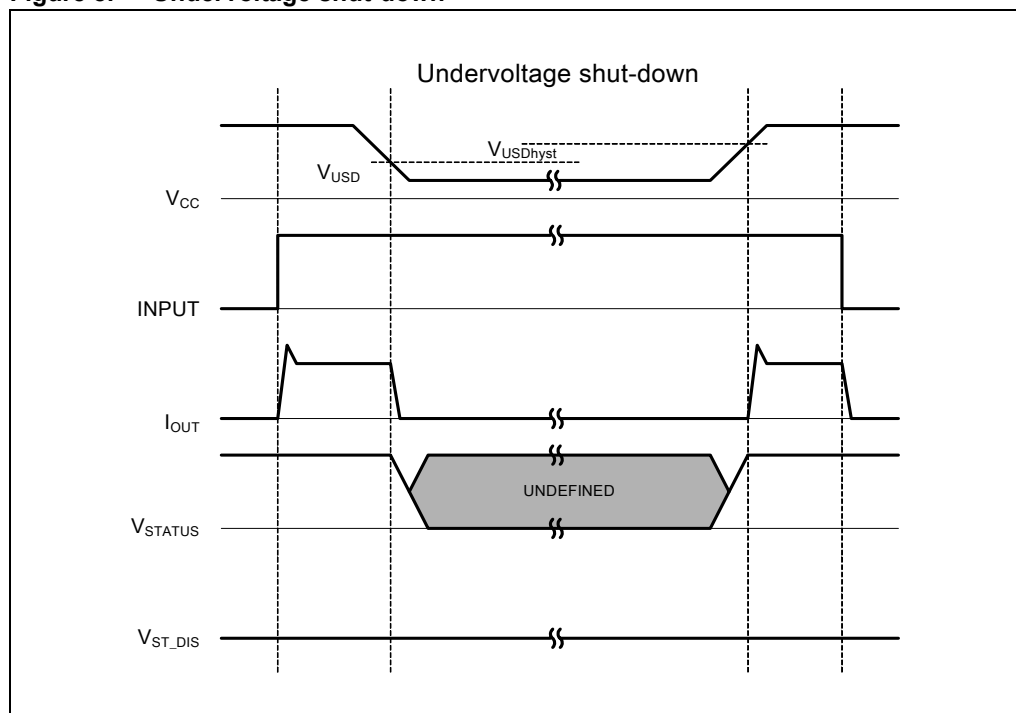 Undervoltage shut-down
VUSDhyst
VUSD
VCC
INPUT
IOUT
UNDEFINED
VSTATUS
VST_DIS